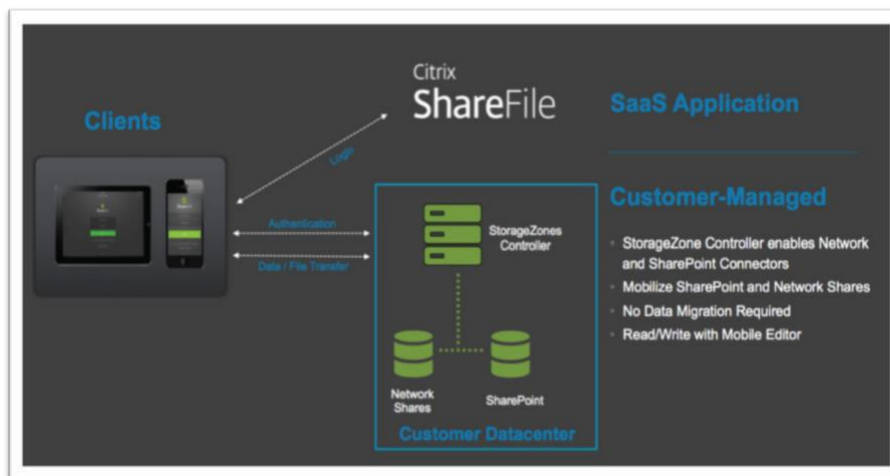 Citrix
ShareFile
SaaS Application
Clients
Login
Customer-Managed
Authentication
StorageZones
Controller
StorageZone Controller enables Network
and SharePoint Connectors
Data / File Transfer
Mobilize SharePoint and Network Shares
No Data Migration Required
Read/Write with Mobile Editor
Network
Shares
SharePoint
Customer Datacenter